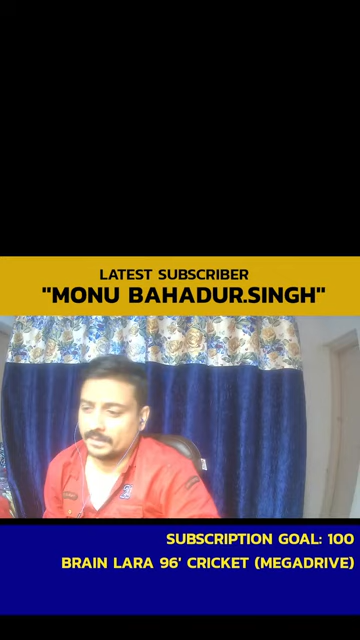 LATEST SUBSCRIBER
"MONU BAHADUR.SINGH"
SUBSCRIPTION GOAL: 100
BRAIN LARA 96' CRICKET (MEGADRIVE)